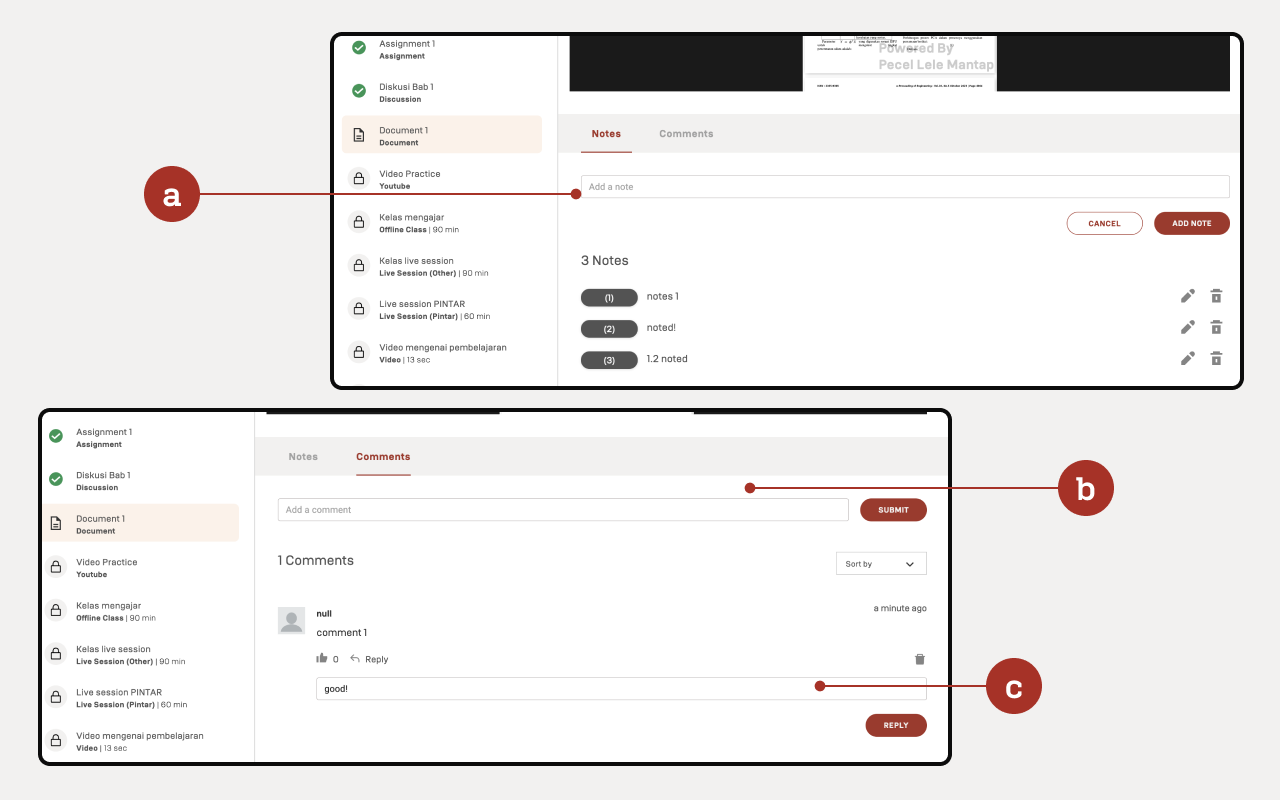 Assignment 1
Assignment
Diskusi Bab 1
Discussion
Document 1
Document
Video Practice
Youtube
Kelas mengajar
Offline Class | 90 min
Kelas live session
Live Session (Other) | 90 min
Live session PINTAR
Live Session (Pintar) | 60 min
Video mengenai pembelajaran
Video | 13 sec
Powered By
Pecel Lele Mantap
Notes Comments
a
Add a note
CANCEL ADD NOTE
3 Notes
(1) notes 1
(2) noted!
(3) 1.2 noted
Assignment 1
Assignment
Diskusi Bab 1
Discussion
Document 1
Document
Video Practice
Youtube
Kelas mengajar
Offline Class | 90 min
Kelas live session
Live Session (Other) | 90 min
Live session PINTAR
Live Session (Pintar) | 60 min
Video mengenai pembelajaran
Video | 13 sec
Notes Comments
b
Add a comment SUBMIT
1 Comments Sort by
null a minute ago
comment 1
0 Reply
good!
c
REPLY